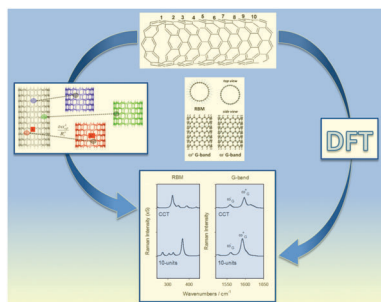 1 2 3 4 5 6 7 8 9 10
top view
RBM
side view
ω⁺ G-band
ω⁻ G-band
DFT
RBM G-band
Raman Intensity (x3)
Raman Intensity
ω⁻G
ω⁺G
CCT
CCT
ω⁻G
ω⁺G
10-units
10-units
Wavenumbers / cm⁻¹